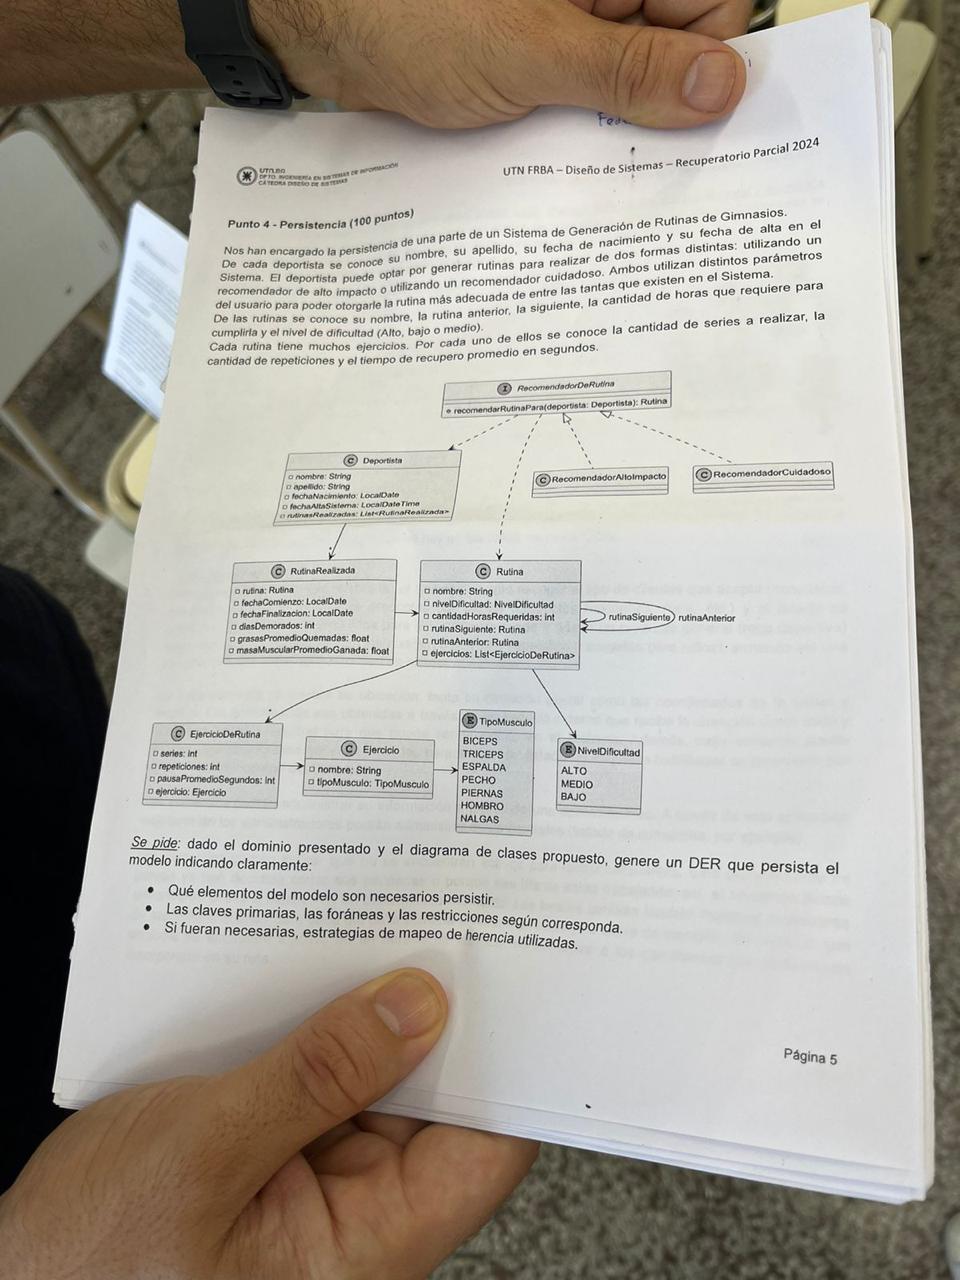 UTN.BA
DPTO. INGENIERÍA EN SISTEMAS DE INFORMACIÓN
CÁTEDRA DISEÑO DE SISTEMAS
UTN FRBA – Diseño de Sistemas – Recuperatorio Parcial 2024
Punto 4 - Persistencia (100 puntos)
Nos han encargado la persistencia de una parte de un Sistema de Generación de Rutinas de Gimnasios.
De cada deportista se conoce su nombre, su apellido, su fecha de nacimiento y su fecha de alta en el
Sistema. El deportista puede optar por generar rutinas para realizar de dos formas distintas: utilizando un
recomendador de alto impacto o utilizando un recomendador cuidadoso. Ambos utilizan distintos parámetros
del usuario para poder otorgarle la rutina más adecuada de entre las tantas que existen en el Sistema.
De las rutinas se conoce su nombre, la rutina anterior, la siguiente, la cantidad de horas que requiere para
cumplirla y el nivel de dificultad (Alto, bajo o medio).
Cada rutina tiene muchos ejercicios. Por cada uno de ellos se conoce la cantidad de series a realizar, la
cantidad de repeticiones y el tiempo de recupero promedio en segundos.
I RecomendadorDeRutina
recomendarRutinaPara(deportista: Deportista): Rutina
C Deportista
nombre: String
apellido: String
fechaNacimiento: LocalDate
fechaAltaSistema: LocalDateTime
rutinasRealizadas: List<RutinaRealizada>
C RecomendadorAltoImpacto
C RecomendadorCuidadoso
C RutinaRealizada
rutina: Rutina
fechaComienzo: LocalDate
fechaFinalizacion: LocalDate
diasDemorados: int
grasasPromedioQuemadas: float
masaMuscularPromedioGanada: float
C Rutina
nombre: String
nivelDificultad: NivelDificultad
cantidadHorasRequeridas: int
rutinaSiguiente: Rutina
rutinaAnterior: Rutina
ejercicios: List<EjercicioDeRutina>
rutinaSiguiente
rutinaAnterior
*
*
C EjercicioDeRutina
series: int
repeticiones: int
pausaPromedioSegundos: int
ejercicio: Ejercicio
C Ejercicio
nombre: String
tipoMusculo: TipoMusculo
E TipoMusculo
BICEPS
TRICEPS
ESPALDA
PECHO
PIERNAS
HOMBRO
NALGAS
E NivelDificultad
ALTO
MEDIO
BAJO
Se pide: dado el dominio presentado y el diagrama de clases propuesto, genere un DER que persista el
modelo indicando claramente:
• Qué elementos del modelo son necesarios persistir.
• Las claves primarias, las foráneas y las restricciones según corresponda.
• Si fueran necesarias, estrategias de mapeo de herencia utilizadas.
Página 5